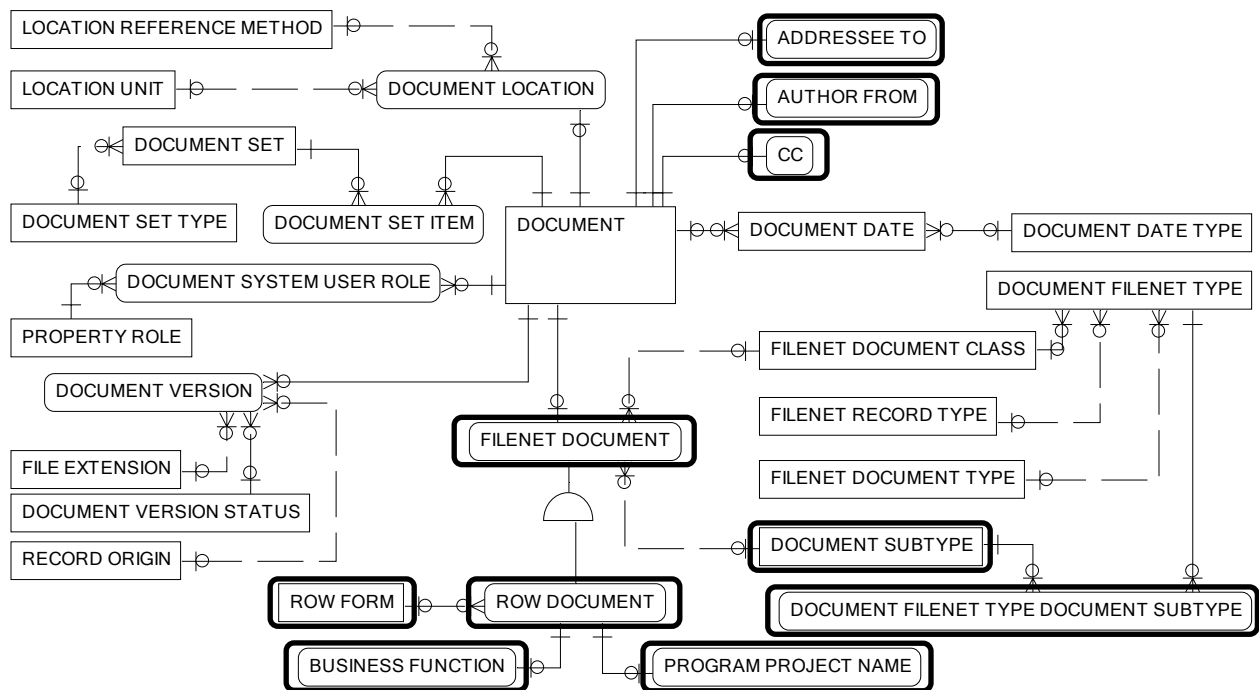 LOCATION REFERENCE METHOD
ADDRESSEE TO
LOCATION UNIT
DOCUMENT LOCATION
AUTHOR FROM
DOCUMENT SET
CC
DOCUMENT SET TYPE
DOCUMENT SET ITEM
DOCUMENT
DOCUMENT DATE
DOCUMENT DATE TYPE
DOCUMENT SYSTEM USER ROLE
DOCUMENT FILENET TYPE
PROPERTY ROLE
FILENET DOCUMENT CLASS
DOCUMENT VERSION
FILENET RECORD TYPE
FILENET DOCUMENT
FILE EXTENSION
FILENET DOCUMENT TYPE
DOCUMENT VERSION STATUS
DOCUMENT SUBTYPE
RECORD ORIGIN
ROW FORM
ROW DOCUMENT
DOCUMENT FILENET TYPE DOCUMENT SUBTYPE
BUSINESS FUNCTION
PROGRAM PROJECT NAME